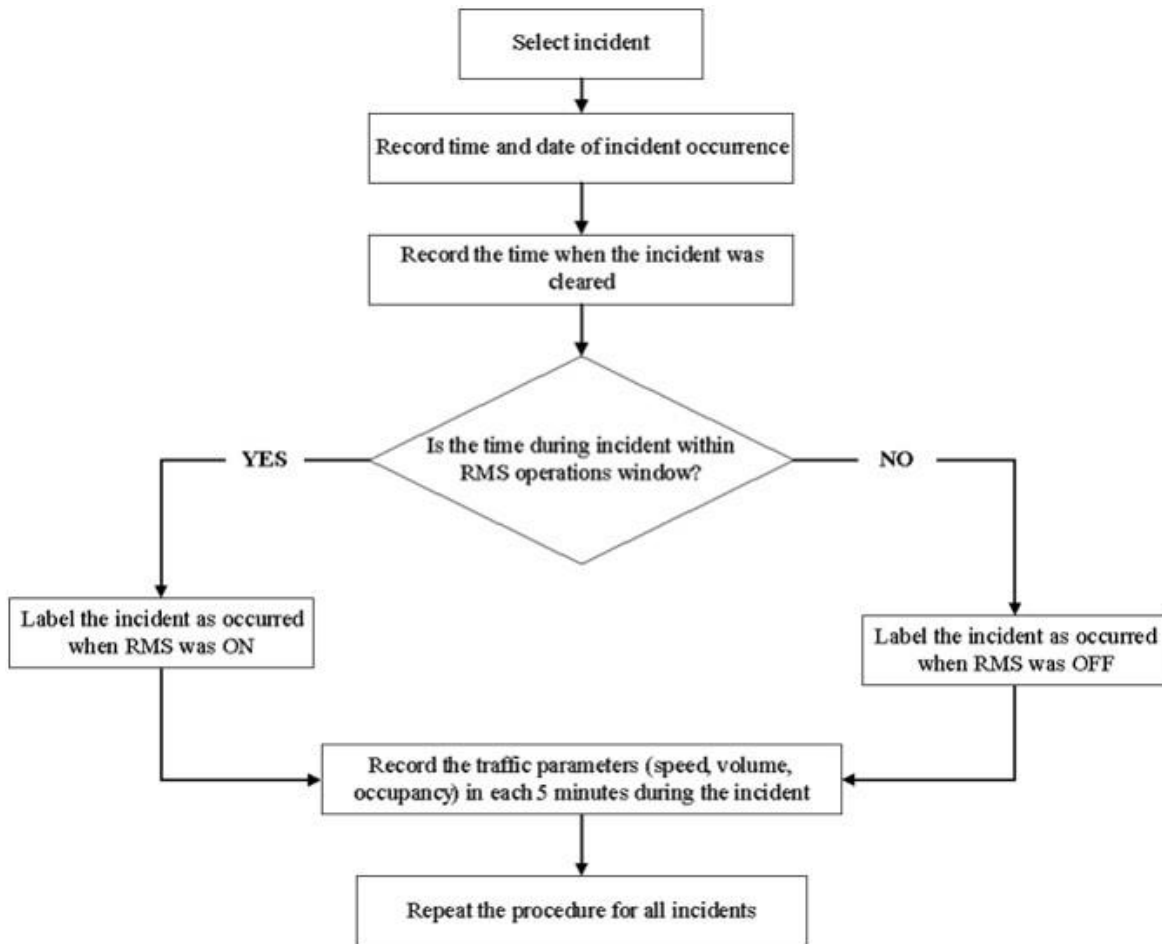 Select incident
Record time and date of incident occurrence
Record the time when the incident was
cleared
Is the time during incident within
RMS operations window?
YES
NO
Label the incident as occurred
when RMS was ON
Label the incident as occurred
when RMS was OFF
Record the traffic parameters (speed, volume,
occupancy) in each 5 minutes during the incident
Repeat the procedure for all incidents